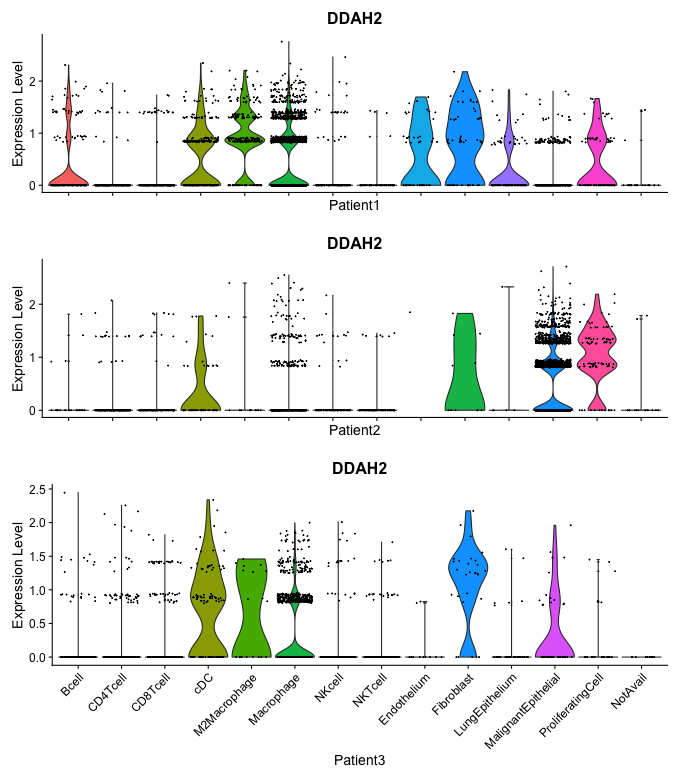 DDAH2
Expression Level
2
1
0
Patient1
DDAH2
Expression Level
2
1
0
Patient2
DDAH2
Expression Level
2.5
2.0
1.5
1.0
0.5
0.0
Bcell
CD4Tcell
CD8Tcell
cDC
M2Macrophage
Macrophage
NKcell
NKTcell
Endothelium
Fibroblast
LungEpithelium
MalignantEpithelial
ProliferatingCell
NotAvail
Patient3